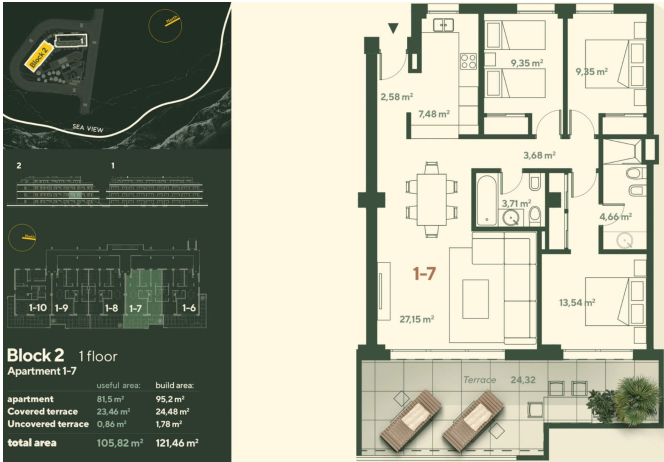 Block 2
1
SEA VIEW
2
1
1-10
1-9
1-8
1-7
1-6
Block 2 1 floor
Apartment 1-7
useful area: build area:
apartment 81,5 m² 95,2 m²
Covered terrace 23,46 m² 24,48 m²
Uncovered terrace 0,86 m² 1,78 m²
total area 105,82 m² 121,46 m²
2,58 m²
7,48 m²
9,35 m²
9,35 m²
3,68 m²
3,71 m²
4,66 m²
1-7
27,15 m²
13,54 m²
Terrace 24,32